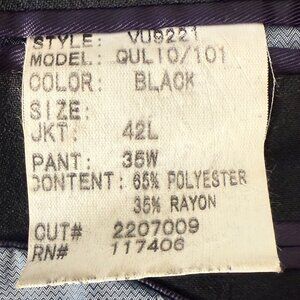 STYLE: VU9221
MODEL: QULIO/101
COLOR: BLACK
SIZE:
JKT: 42L
PANT: 35W
CONTENT: 65% POLYESTER
35% RAYON
CUT# 2207009
RN# 117406